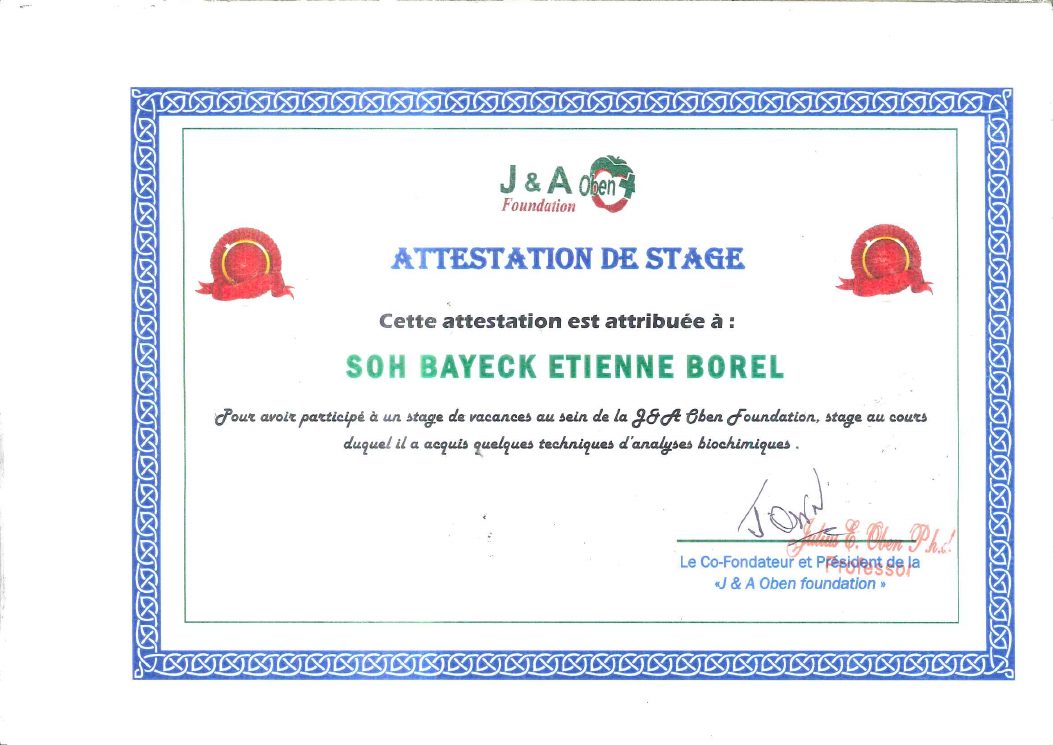 J & A Oben
Foundation
ATTESTATION DE STAGE
Cette attestation est attribuée à :
SOH BAYECK ETIENNE BOREL
Pour avoir participé à un stage de vacances au sein de la J&A Oben Foundation, stage au cours
duquel il a acquis quelques techniques d'analyses biochimiques .
Julius E. Oben Ph.d
Professor
Le Co-Fondateur et Président de la
«J & A Oben foundation »